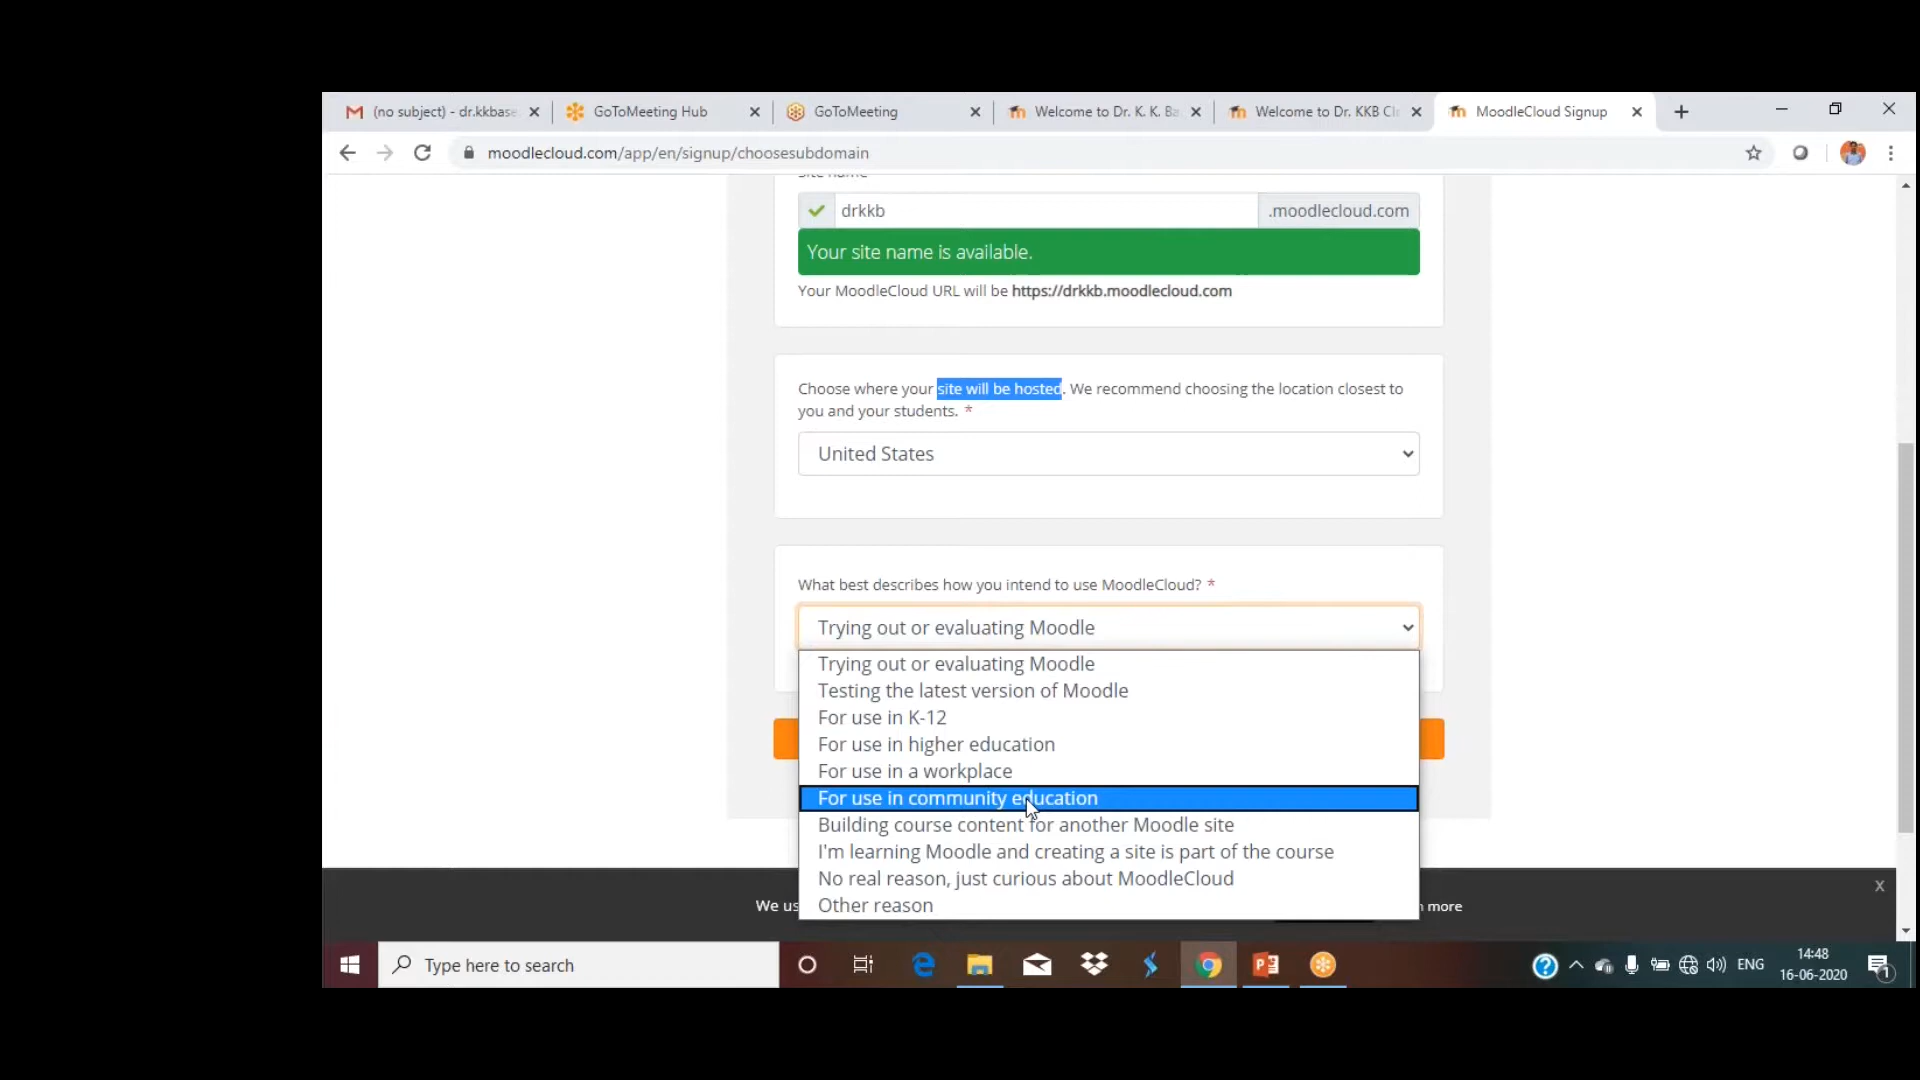 (no subject) - dr.kkbase
GoToMeeting Hub
GoToMeeting
Welcome to Dr. K. K. Ba
Welcome to Dr. KKB Cl
MoodleCloud Signup
moodlecloud.com/app/en/signup/choosesubdomain
Site name
drkkb
.moodlecloud.com
Your site name is available.
Your MoodleCloud URL will be https://drkkb.moodlecloud.com
Choose where your site will be hosted. We recommend choosing the location closest to
you and your students. *
United States
What best describes how you intend to use MoodleCloud? *
Trying out or evaluating Moodle
Trying out or evaluating Moodle
Testing the latest version of Moodle
For use in K-12
For use in higher education
For use in a workplace
For use in community education
Building course content for another Moodle site
I'm learning Moodle and creating a site is part of the course
No real reason, just curious about MoodleCloud
Other reason
We us
more
X
Type here to search
ENG
14:48
16-06-2020
1